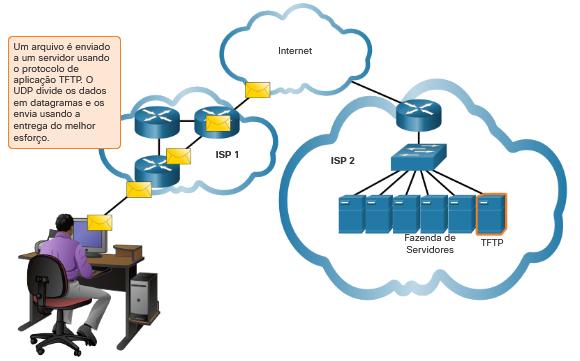 Um arquivo é enviado
a um servidor usando
o protocolo de
aplicação TFTP. O
UDP divide os dados
em datagramas e os
envia usando a
entrega do melhor
esforço.
Internet
ISP 1
ISP 2
Fazenda de
Servidores
TFTP